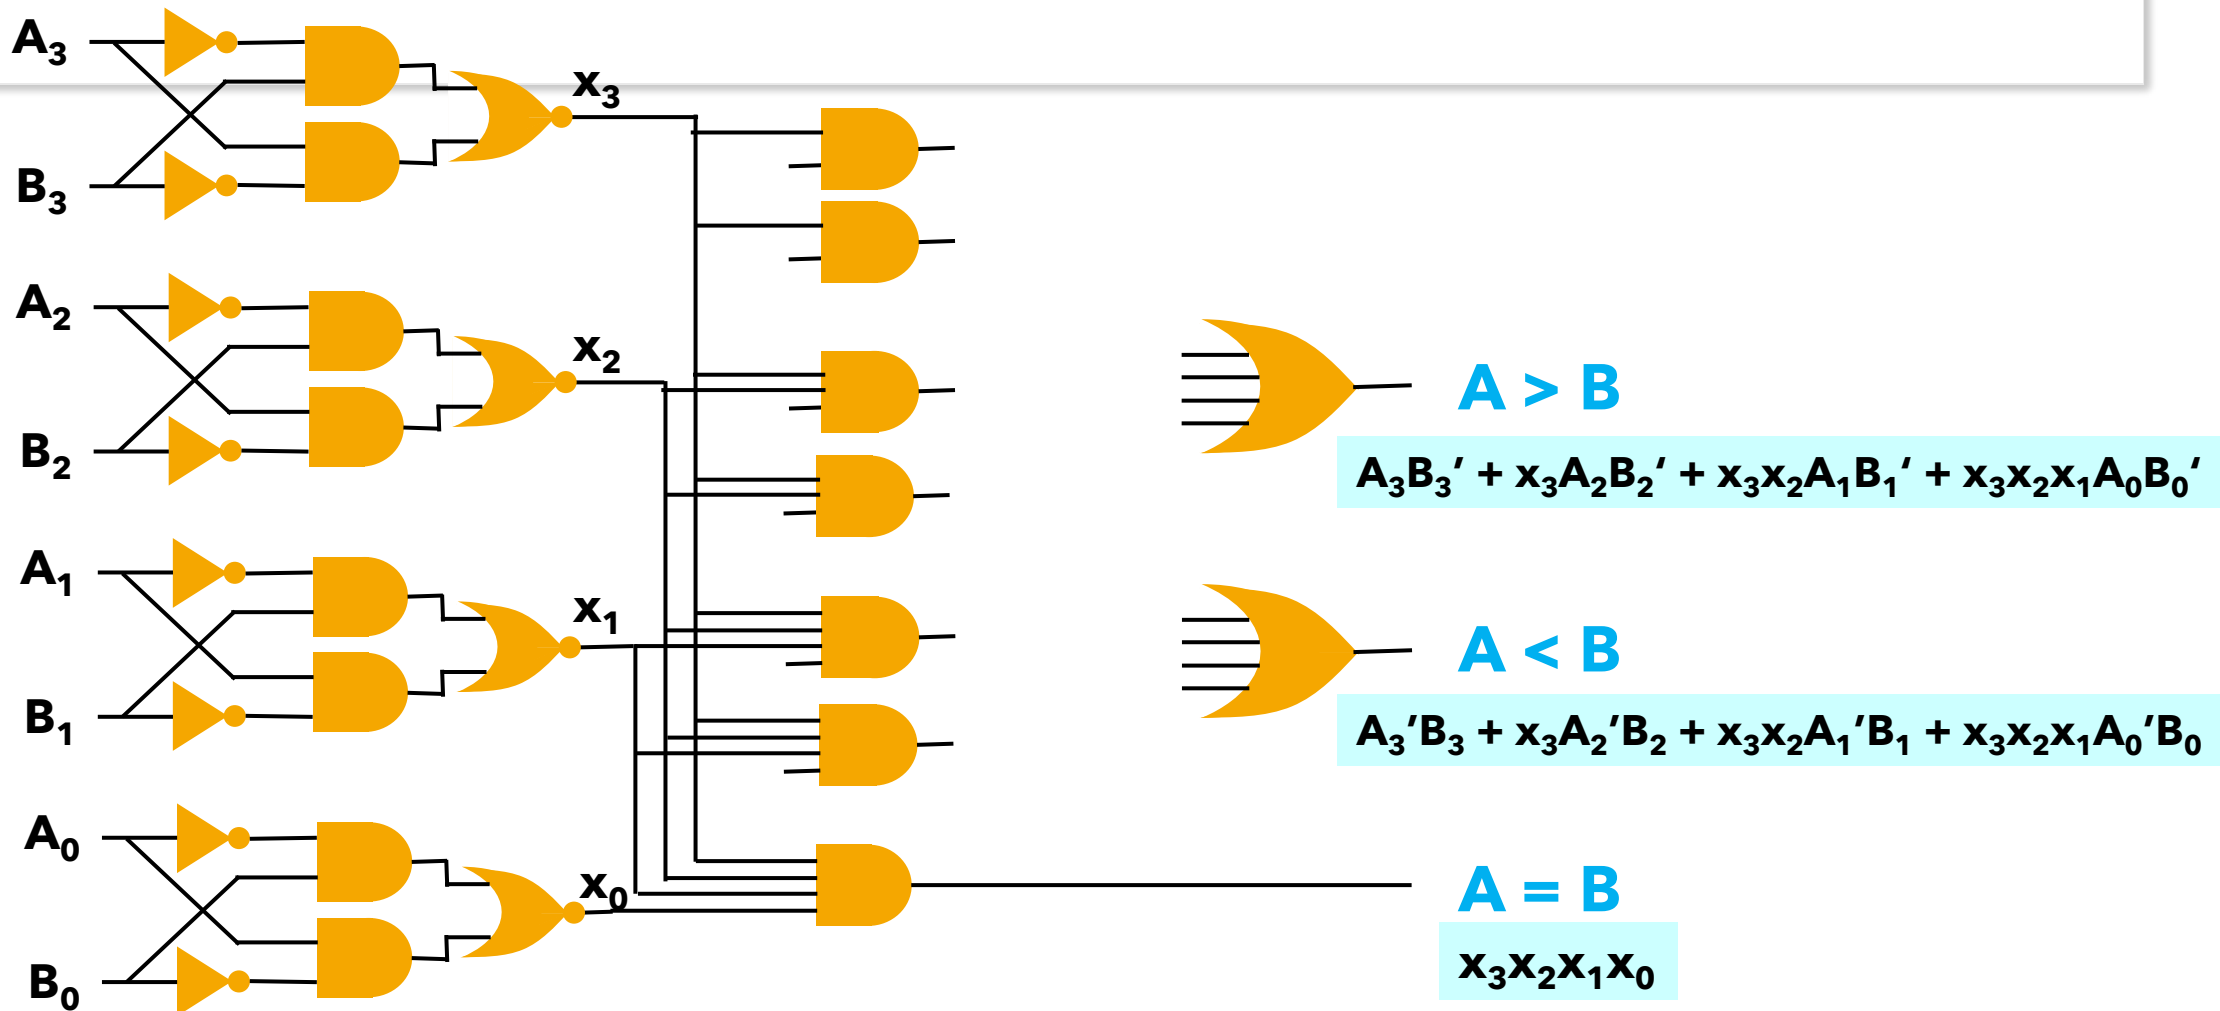 A₃
x₃
B₃
A₂
x₂
A > B
B₂
A₃B₃′ + x₃A₂B₂′ + x₃x₂A₁B₁′ + x₃x₂x₁A₀B₀′
A₁
x₁
A < B
B₁
A₃′B₃ + x₃A₂′B₂ + x₃x₂A₁′B₁ + x₃x₂x₁A₀′B₀
A₀
x₀
A = B
B₀
x₃x₂x₁x₀